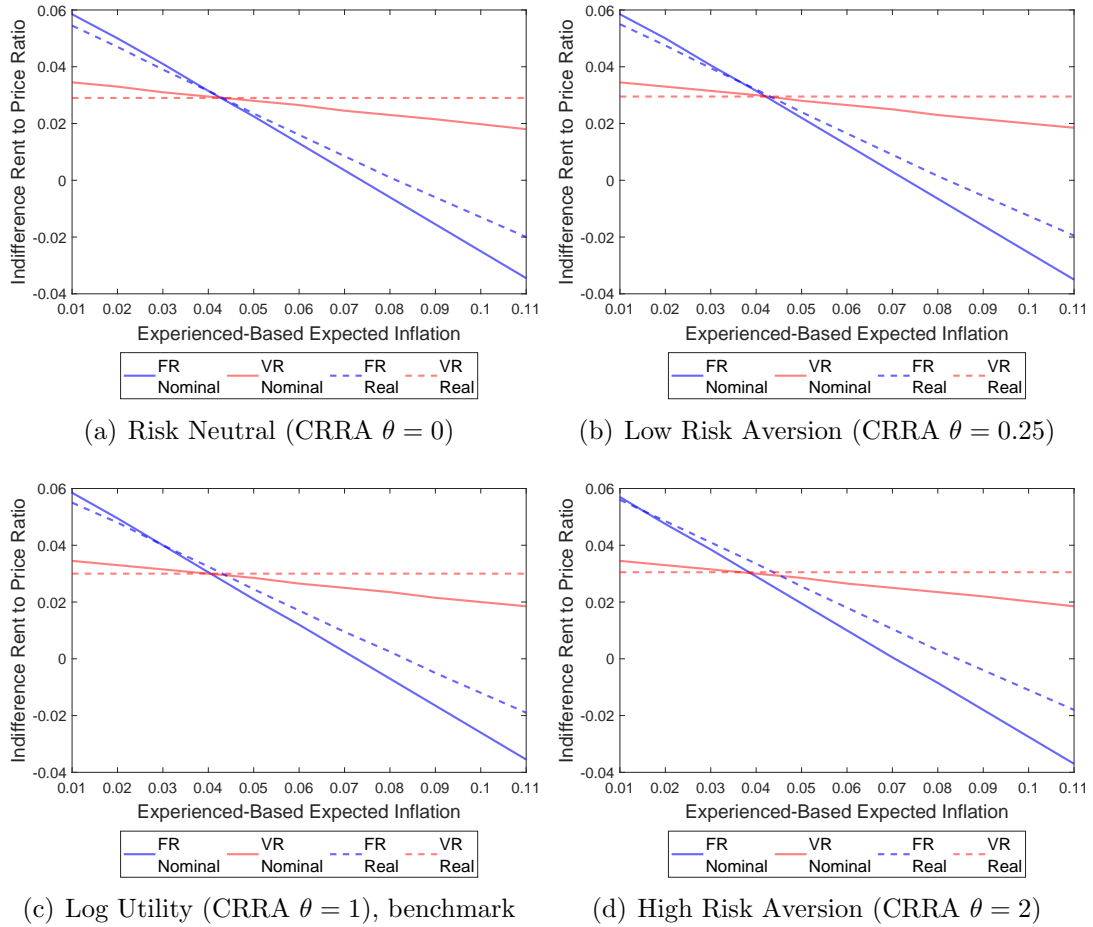 0.06
0.04
0.02
0
-0.02
-0.04
Indifference Rent to Price Ratio
0.01 0.02 0.03 0.04 0.05 0.06 0.07 0.08 0.09 0.1 0.11
Experienced-Based Expected Inflation
FR Nominal VR Nominal FR Real VR Real
(a) Risk Neutral (CRRA θ = 0)
0.06
0.04
0.02
0
-0.02
-0.04
Indifference Rent to Price Ratio
0.01 0.02 0.03 0.04 0.05 0.06 0.07 0.08 0.09 0.1 0.11
Experienced-Based Expected Inflation
FR Nominal VR Nominal FR Real VR Real
(b) Low Risk Aversion (CRRA θ = 0.25)
0.06
0.04
0.02
0
-0.02
-0.04
Indifference Rent to Price Ratio
0.01 0.02 0.03 0.04 0.05 0.06 0.07 0.08 0.09 0.1 0.11
Experienced-Based Expected Inflation
FR Nominal VR Nominal FR Real VR Real
(c) Log Utility (CRRA θ = 1), benchmark
0.06
0.04
0.02
0
-0.02
-0.04
Indifference Rent to Price Ratio
0.01 0.02 0.03 0.04 0.05 0.06 0.07 0.08 0.09 0.1 0.11
Experienced-Based Expected Inflation
FR Nominal VR Nominal FR Real VR Real
(d) High Risk Aversion (CRRA θ = 2)